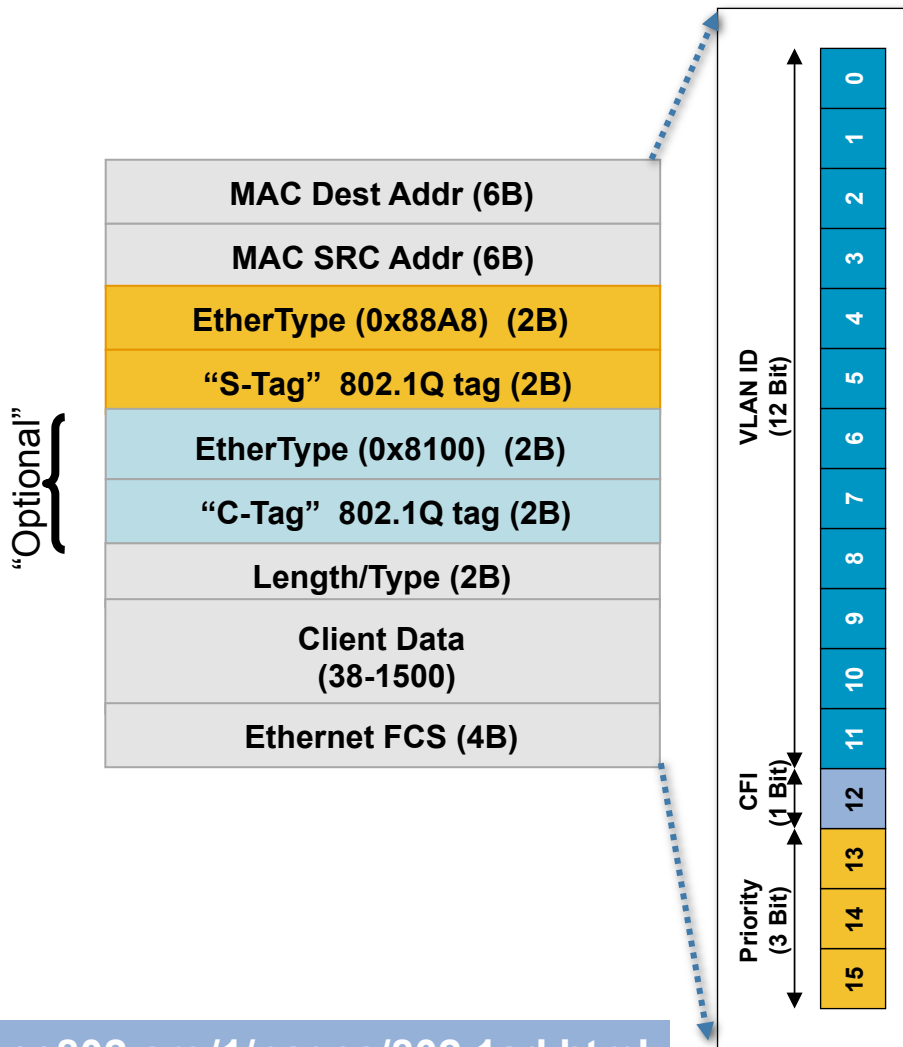 MAC Dest Addr (6B)
MAC SRC Addr (6B)
EtherType (0x88A8) (2B)
“S-Tag” 802.1Q tag (2B)
EtherType (0x8100) (2B)
“C-Tag” 802.1Q tag (2B)
Length/Type (2B)
Client Data
(38-1500)
Ethernet FCS (4B)
“Optional”
VLAN ID
(12 Bit)
CFI
(1 Bit)
Priority
(3 Bit)
0
1
2
3
4
5
6
7
8
9
10
11
12
13
14
15